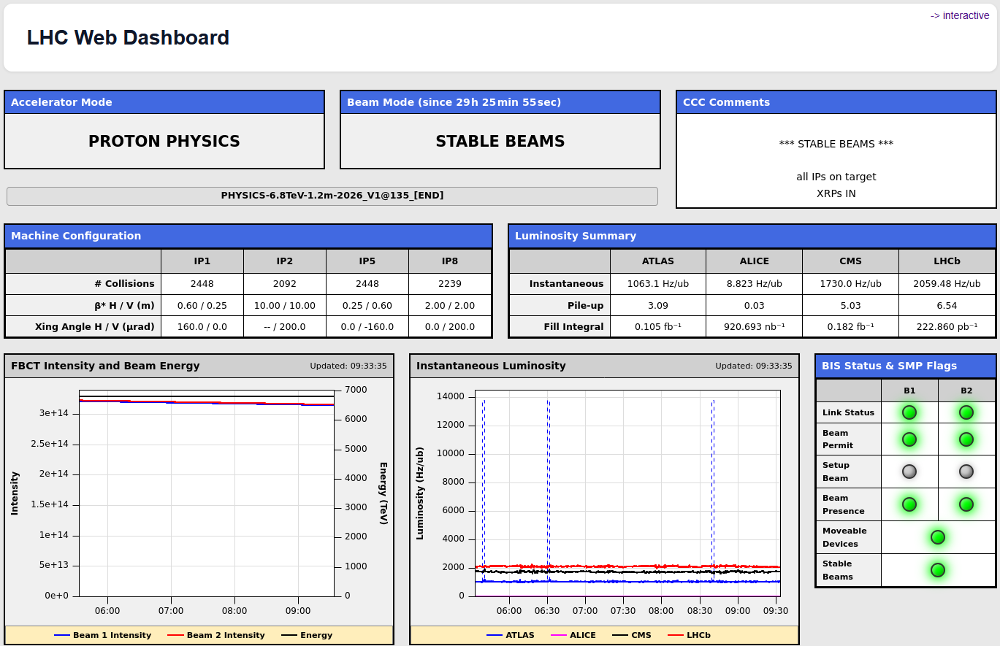 -> interactive
LHC Web Dashboard
Accelerator Mode
PROTON PHYSICS
Beam Mode (since 29h 25min 55sec)
STABLE BEAMS
CCC Comments
*** STABLE BEAMS ***
all IPs on target
XRPs IN
PHYSICS-6.8TeV-1.2m-2026_V1@135_[END]
Machine Configuration
IP1 IP2 IP5 IP8
# Collisions 2448 2092 2448 2239
β* H / V (m) 0.60 / 0.25 10.00 / 10.00 0.25 / 0.60 2.00 / 2.00
Xing Angle H / V (µrad) 160.0 / 0.0 -- / 200.0 0.0 / -160.0 0.0 / 200.0
Luminosity Summary
ATLAS ALICE CMS LHCb
Instantaneous 1063.1 Hz/ub 8.823 Hz/ub 1730.0 Hz/ub 2059.48 Hz/ub
Pile-up 3.09 0.03 5.03 6.54
Fill Integral 0.105 fb⁻¹ 920.693 nb⁻¹ 0.182 fb⁻¹ 222.860 pb⁻¹
FBCT Intensity and Beam Energy Updated: 09:33:35
Intensity
3e+14
2.5e+14
2e+14
1.5e+14
1e+14
5e+13
0e+0
7000
6000
5000
4000
3000
2000
1000
0
Energy (TeV)
06:00 07:00 08:00 09:00
Beam 1 Intensity Beam 2 Intensity Energy
Instantaneous Luminosity Updated: 09:33:35
Luminosity (Hz/ub)
14000
12000
10000
8000
6000
4000
2000
0
06:00 06:30 07:00 07:30 08:00 08:30 09:00 09:30
ATLAS ALICE CMS LHCb
BIS Status & SMP Flags
B1 B2
Link Status
Beam
Permit
Setup
Beam
Beam
Presence
Moveable
Devices
Stable
Beams